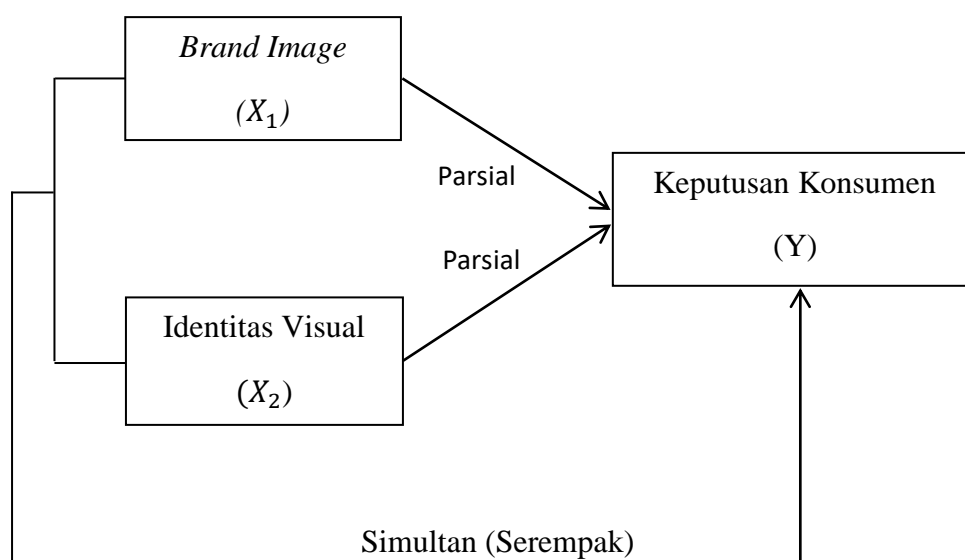 Brand Image
(X₁)
Parsial
Keputusan Konsumen
(Y)
Parsial
Identitas Visual
(X₂)
Simultan (Serempak)